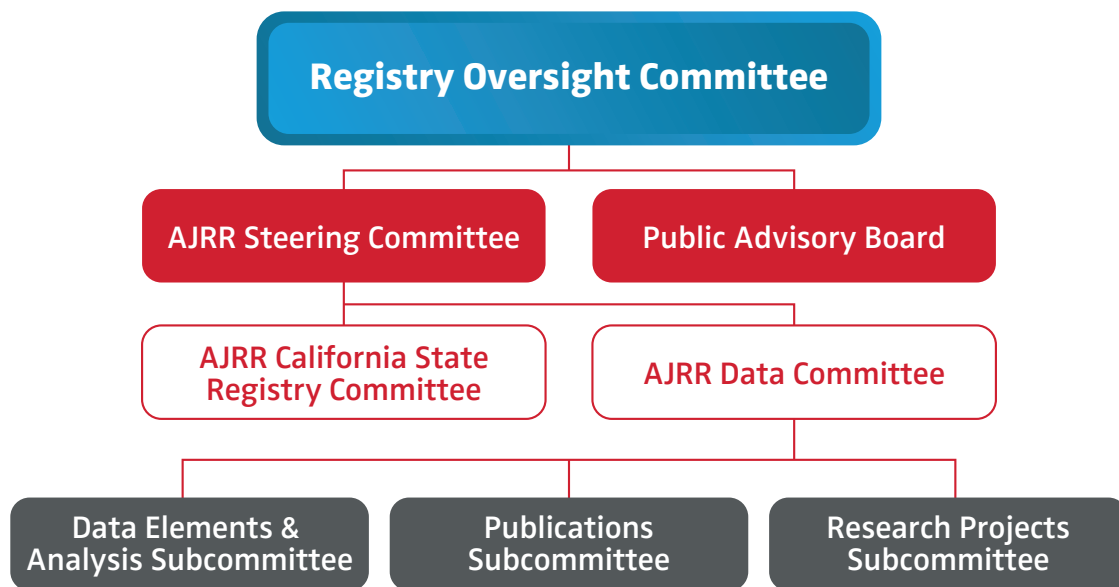 Registry Oversight Committee
AJRR Steering Committee
Public Advisory Board
AJRR California State
Registry Committee
AJRR Data Committee
Data Elements &
Analysis Subcommittee
Publications
Subcommittee
Research Projects
Subcommittee